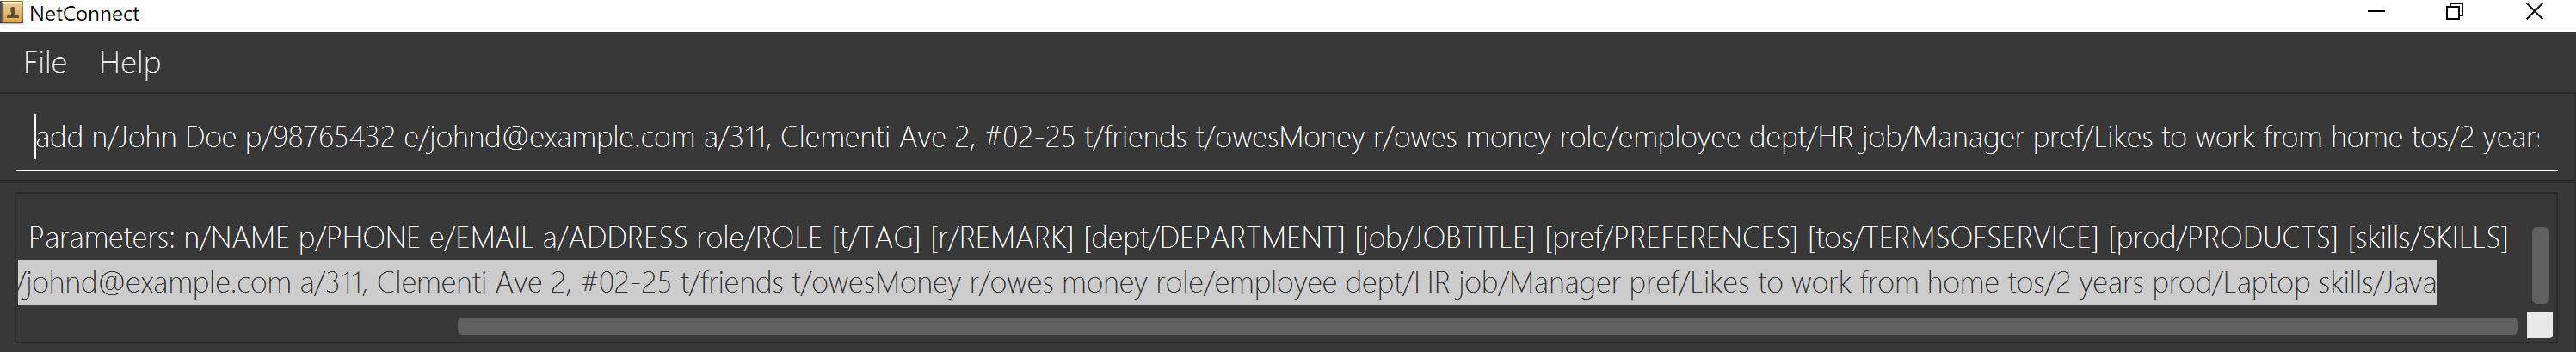 NetConnect
File Help
add n/John Doe p/98765432 e/johnd@example.com a/311, Clementi Ave 2, #02-25 t/friends t/owesMoney r/owes money role/employee dept/HR job/Manager pref/Likes to work from home tos/2 years
Parameters: n/NAME p/PHONE e/EMAIL a/ADDRESS role/ROLE [t/TAG] [r/REMARK] [dept/DEPARTMENT] [job/JOBTITLE] [pref/PREFERENCES] [tos/TERMSOFSERVICE] [prod/PRODUCTS] [skills/SKILLS]
/johnd@example.com a/311, Clementi Ave 2, #02-25 t/friends t/owesMoney r/owes money role/employee dept/HR job/Manager pref/Likes to work from home tos/2 years prod/Laptop skills/Java